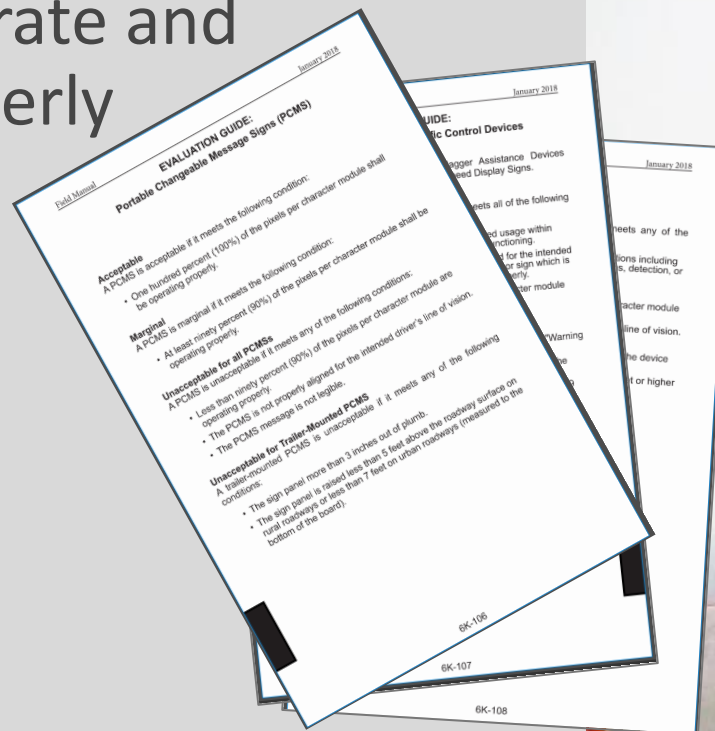 rate and
erly
Field Manual
January 2018
EVALUATION GUIDE:
Portable Changeable Message Signs (PCMS)
Acceptable
A PCMS is acceptable if it meets the following condition:
• One hundred percent (100%) of the pixels per character module shall
be operating properly.
Marginal
A PCMS is marginal if it meets the following condition:
• At least ninety percent (90%) of the pixels per character module shall be
operating properly.
Unacceptable for all PCMSs
A PCMS is unacceptable if it meets any of the following conditions:
• Less than ninety percent (90%) of the pixels per character module are
operating properly.
• The PCMS is not properly aligned for the intended driver's line of vision.
• The PCMS message is not legible.
Unacceptable for Trailer-Mounted PCMS
A trailer-mounted PCMS is unacceptable if it meets any of the following
conditions:
• The sign panel more than 3 inches out of plumb.
• The sign panel is raised less than 5 feet above the roadway surface on
rural roadways or less than 7 feet on urban roadways (measured to the
bottom of the board).
6K-106
January 2018
UIDE:
fic Control Devices
agger Assistance Devices
eed Display Signs.
eets all of the following
ed usage within
nctioning.
d for the intended
or sign which is
erly.
cter module
"Warning
6K-107
January 2018
neets any of the
tions including
s, detection, or
racter module
line of vision.
he device
t or higher
6K-108